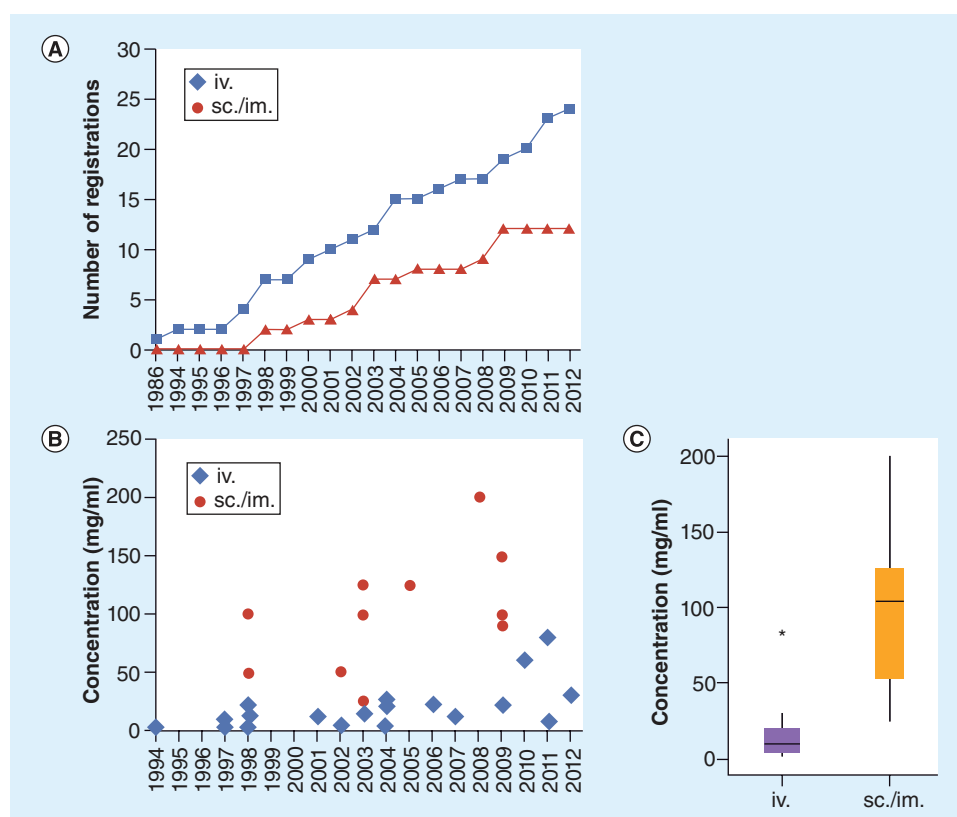 A
Number of registrations
30
25
20
15
10
5
0
iv.
sc./im.
1986 1994 1995 1996 1997 1998 1999 2000 2001 2002 2003 2004 2005 2006 2007 2008 2009 2010 2011 2012
B
Concentration (mg/ml)
250
200
150
100
50
0
iv.
sc./im.
1994 1995 1996 1997 1998 1999 2000 2001 2002 2003 2004 2005 2006 2007 2008 2009 2010 2011 2012
C
Concentration (mg/ml)
200
150
100
50
0
*
iv. sc./im.